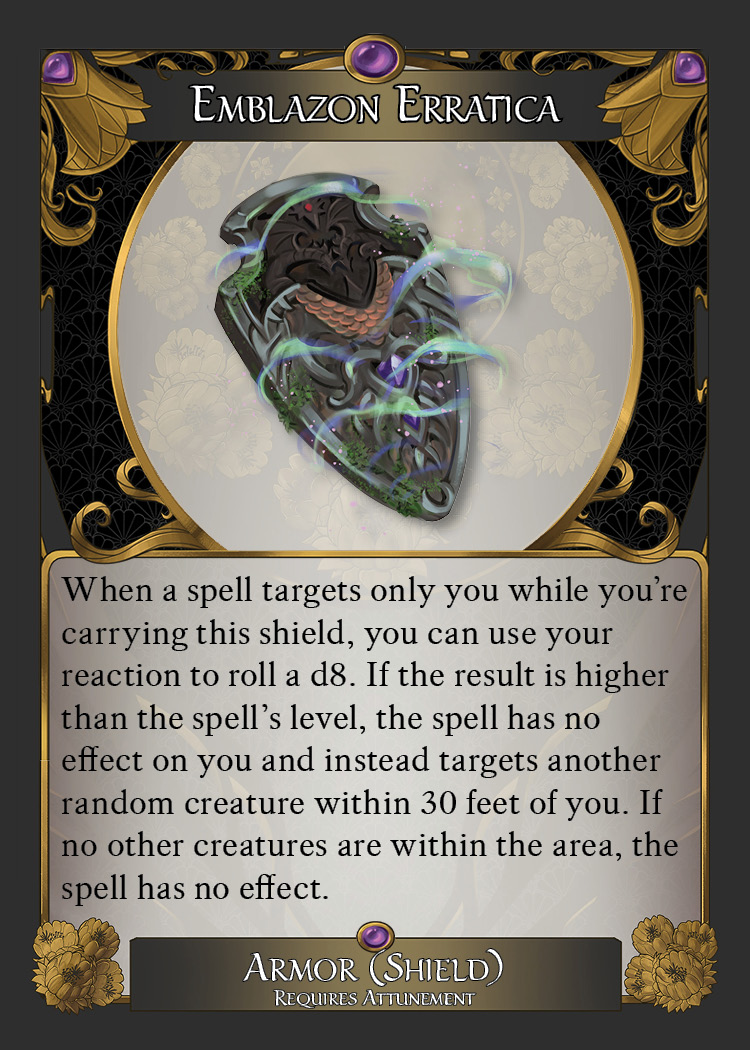 Emblazon Erratica
When a spell targets only you while you're
carrying this shield, you can use your
reaction to roll a d8. If the result is higher
than the spell's level, the spell has no
effect on you and instead targets another
random creature within 30 feet of you. If
no other creatures are within the area, the
spell has no effect.
Armor (Shield)
Requires Attunement